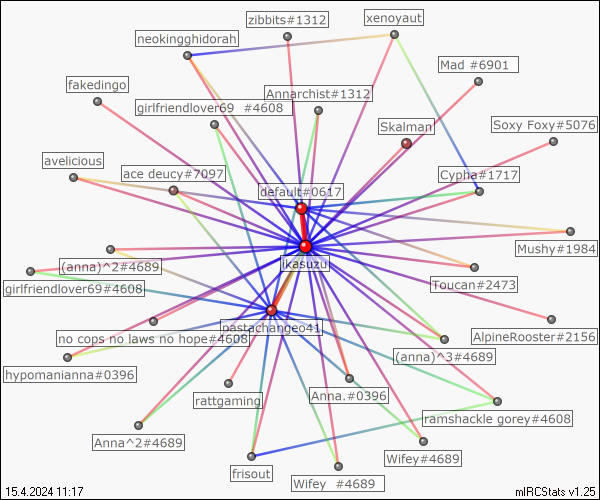 zibbits#1312
xenoyaut
neokingghidorah
Mad #6901
fakedingo
Annarchist#1312
girlfriendlover69 #4608
Skalman
Soxy Foxy#5076
avelicious
ace deucy#7097
Cypha#1717
default#0617
Mushy#1984
ikasuzu
(anna)^2#4689
Toucan#2473
girlfriendlover69#4608
pastachangeo41
no cops no laws no hope#4608
AlpineRooster#2156
(anna)^3#4689
hypomanianna#0396
rattgaming
Anna.#0396
ramshackle gorey#4608
Anna^2#4689
Wifey#4689
frisout
Wifey #4689
15.4.2024 11:17
mIRCStats v1.25